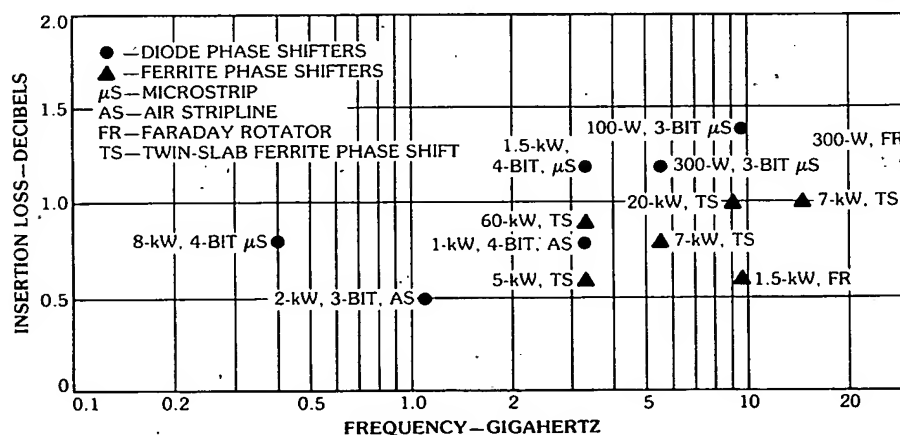 2.0
● —DIODE PHASE SHIFTERS
▲ —FERRITE PHASE SHIFTERS
μS—MICROSTRIP
AS—AIR STRIPLINE
FR—FARADAY ROTATOR
TS—TWIN-SLAB FERRITE PHASE SHIFT
1.5
1.0
0.5
0
INSERTION LOSS—DECIBELS
100-W, 3-BIT μS
300-W, FR
1.5-kW,
4-BIT, μS
300-W, 3-BIT μS
20-kW, TS
7-kW, TS
60-kW, TS
8-kW, 4-BIT μS
1-kW, 4-BIT, AS
7-kW, TS
5-kW, TS
1.5-kW, FR
2-kW, 3-BIT, AS
0.1
0.2
0.5
1.0
2
5
10
20
30
FREQUENCY—GIGAHERTZ